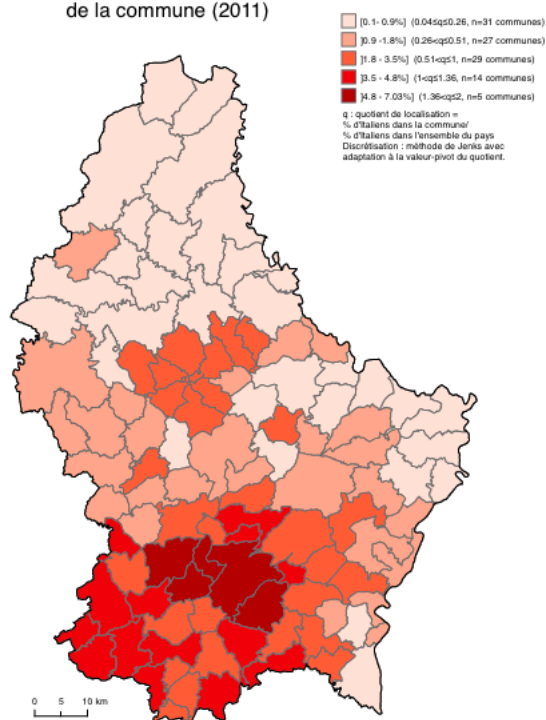 de la commune (2011)
[0.1- 0.9%] (0.04≤q≤0.26, n=31 communes)
]0.9 -1.8%] (0.26<q≤0.51, n=27 communes)
]1.8 - 3.5%] (0.51<q≤1, n=29 communes)
]3.5 - 4.8%] (1<q≤1.36, n=14 communes)
]4.8 - 7.03%] (1.36<q≤2, n=5 communes)
q : quotient de localisation =
% d'Italiens dans la commune/
% d'Italiens dans l'ensemble du pays
Discrétisation : méthode de Jenks avec
adaptation à la valeur-pivot du quotient.
0 5 10 km